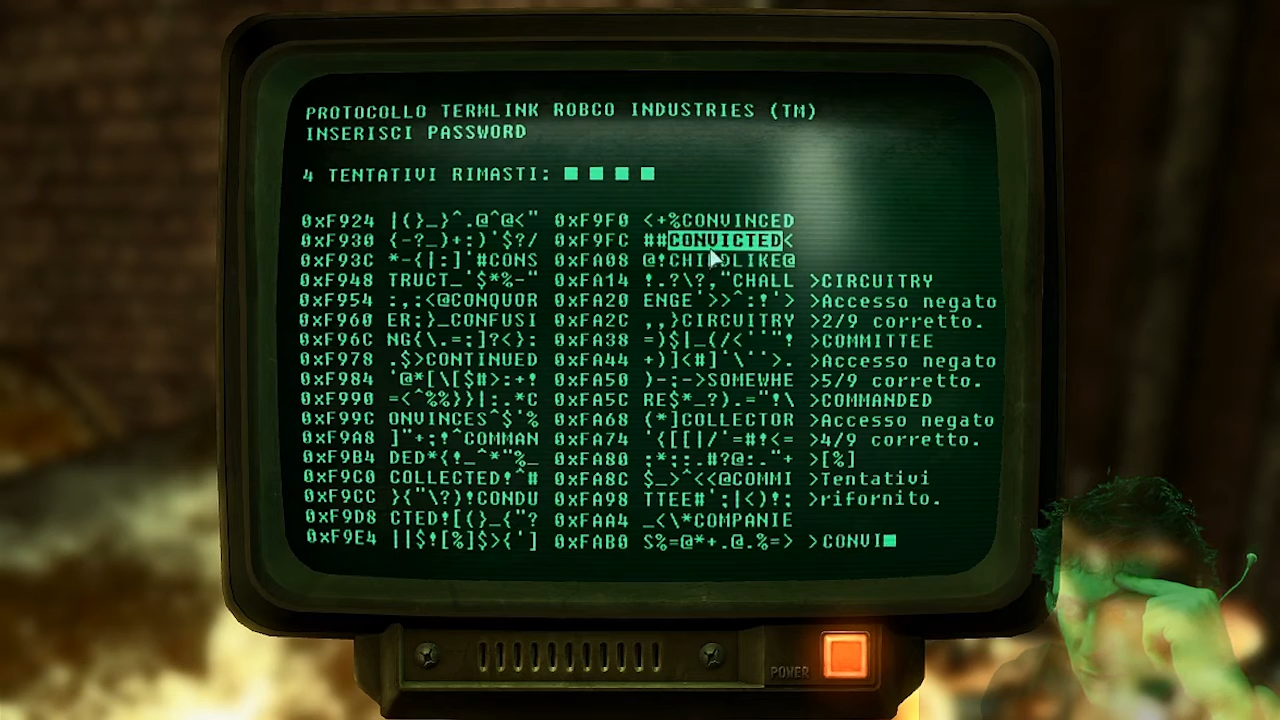 PROTOCOLLO TERMLINK ROBCO INDUSTRIES (TM)
INSERISCI PASSWORD
4 TENTATIVI RIMASTI: ■ ■ ■ ■
0xF924 |(}_}^.@^@<" 0xF9F0 <+%CONVINCED
0xF930 {-?_)+:)'$?/ 0xF9FC ##CONVICTED<
0xF93C *-{|:]'#CONS 0xFA08 @!CHILDLIKE@
0xF948 TRUCT_'$*%-" 0xFA14 !.?\?,"CHALL >CIRCUITRY
0xF954 :,:<@CONQUOR 0xFA20 ENGE'>>^:!'> >Accesso negato
0xF960 ER;}_CONFUSI 0xFA2C ,,}CIRCUITRY >2/9 corretto.
0xF96C NG{\.=:]?<}: 0xFA38 =)$|_(/<''"! >COMMITTEE
0xF978 .$>CONTINUED 0xFA44 +)]<#]'\''>. >Accesso negato
0xF984 '@*[\[$#>:+! 0xFA50 )-;->SOMEWHE >5/9 corretto.
0xF990 =<^%%}}|:.*C 0xFA5C RE$*_?).="!\ >COMMANDED
0xF99C ONVINCES^$'% 0xFA68 (*]COLLECTOR >Accesso negato
0xF9A8 ]"+;!^COMMAN 0xFA74 '{[[|/'=#!<= >4/9 corretto.
0xF9B4 DED*{!_^*"%_ 0xFA80 ;*;:.#?@:."+ >[%]
0xF9C0 COLLECTED!^# 0xFA8C $_>^<<@COMMI >Tentativi
0xF9CC }{"\?)!CONDU 0xFA98 TTEE#';|<)!; >rifornito.
0xF9D8 CTED![(}_{"? 0xFAA4 _<\*COMPANIE
0xF9E4 ||$![%]$>{'] 0xFAB0 S%=@*+.@.%=> >CONVI■
POWER